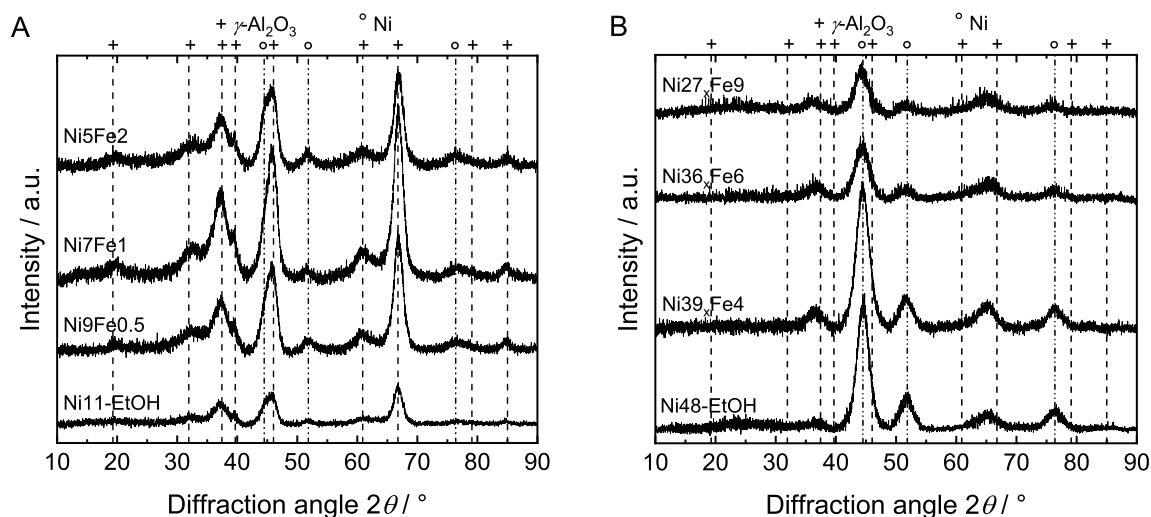 A
+ γ-Al₂O₃ ° Ni
+ + + + ° + ° + + ° + +
Ni5Fe2
Ni7Fe1
Ni9Fe0.5
Ni11-EtOH
Intensity / a.u.
10 20 30 40 50 60 70 80 90
Diffraction angle 2θ / °
B
+ γ-Al₂O₃ ° Ni
+ + + + ° + ° + + ° + +
Ni27ₓFe9
Ni36ₓFe6
Ni39ₓFe4
Ni48-EtOH
Intensity / a.u.
10 20 30 40 50 60 70 80 90
Diffraction angle 2θ / °